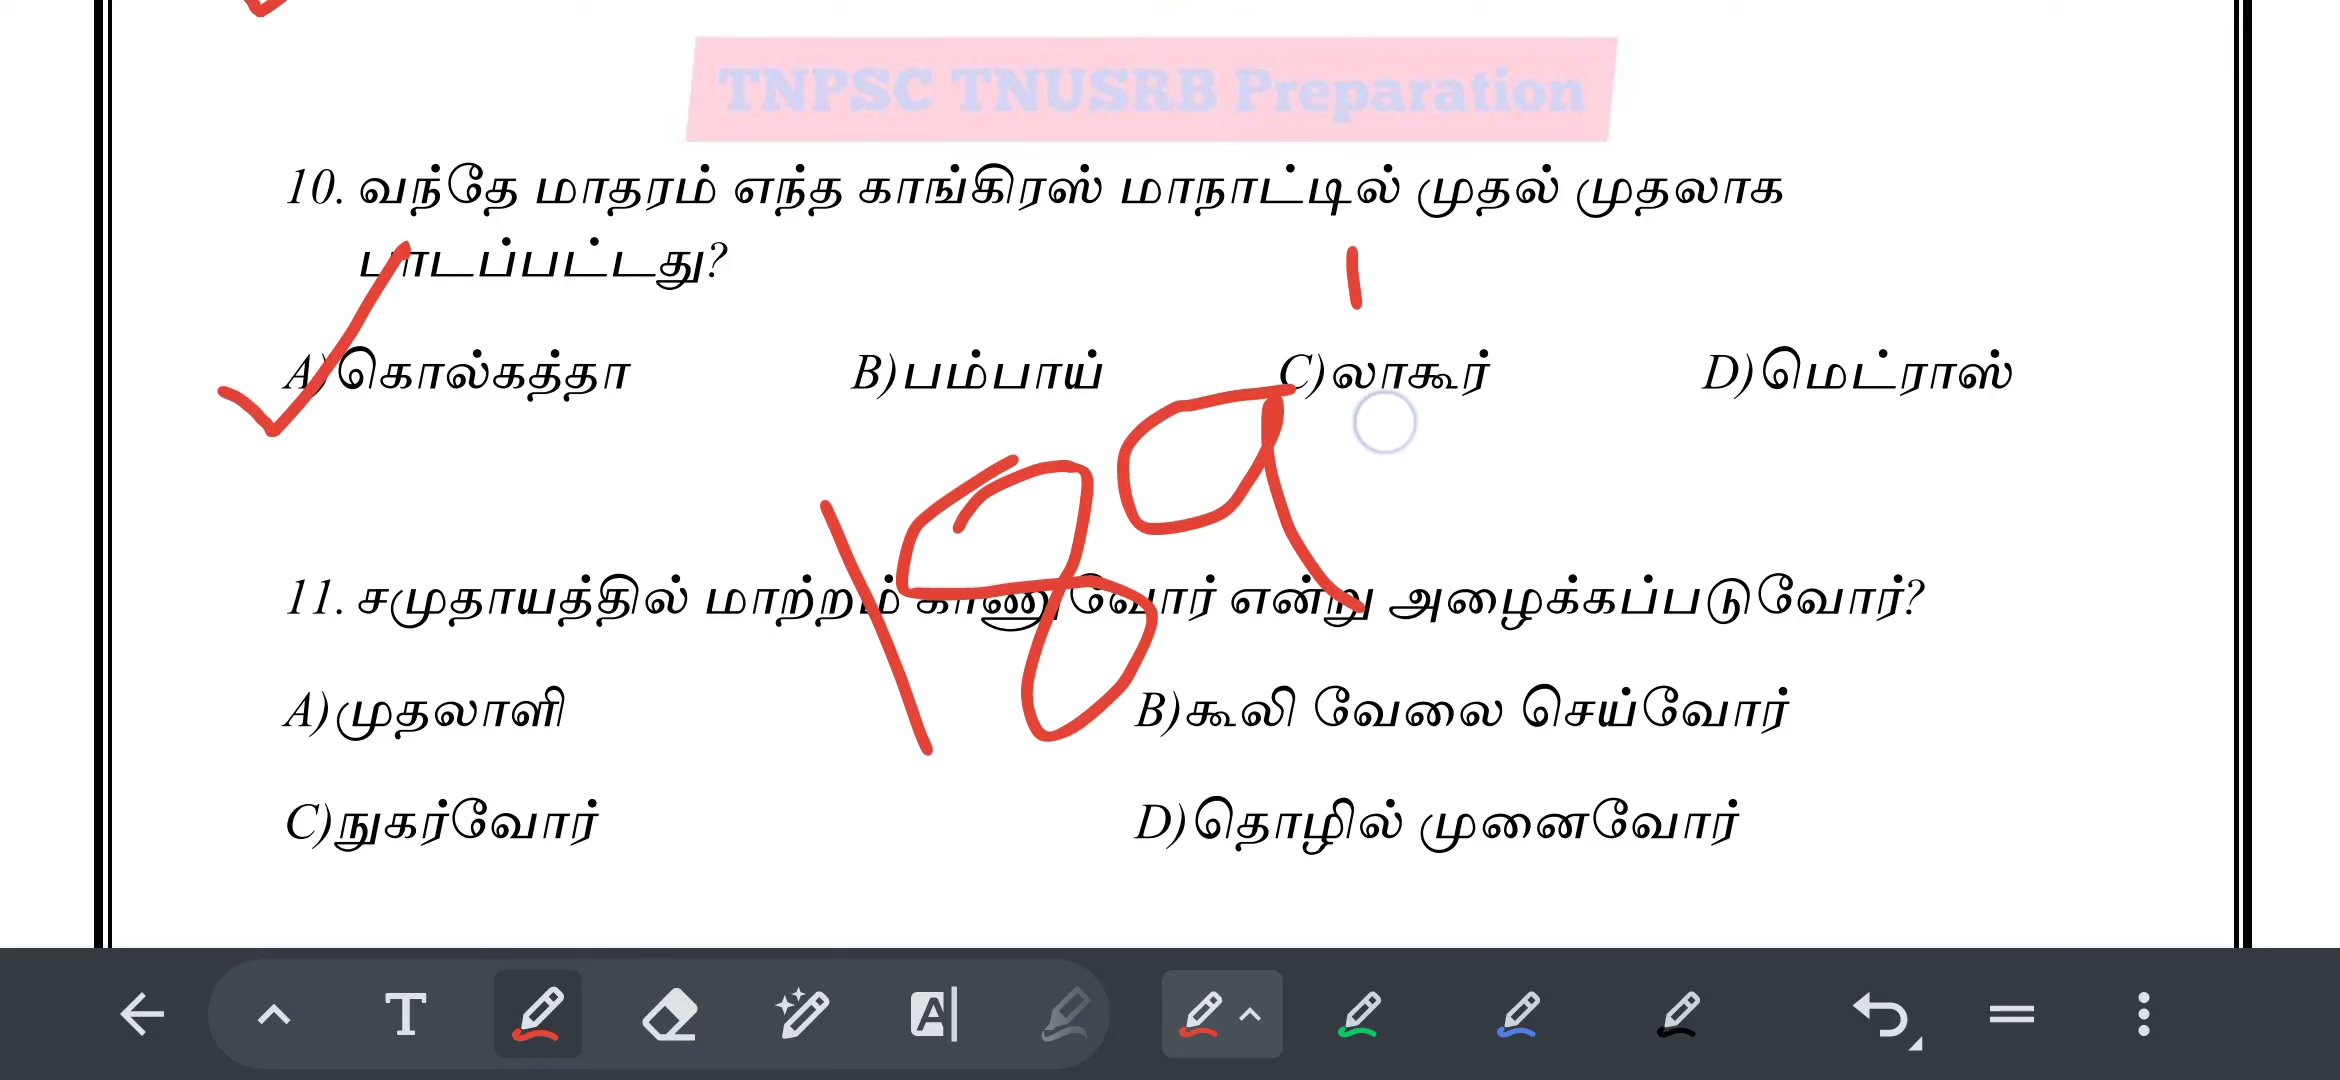 TNPSC TNUSRB Preparation
10. வந்தே மாதரம் எந்த காங்கிரஸ் மாநாட்டில் முதல் முதலாக
பாடப்பட்டது?
A)கொல்கத்தா B)பம்பாய் C)லாகூர் D)மெட்ராஸ்
189
11. சமுதாயத்தில் மாற்றம் காணுவோர் என்று அழைக்கப்படுவோர்?
A)முதலாளி B)கூலி வேலை செய்வோர்
C)நுகர்வோர் D)தொழில் முனைவோர்